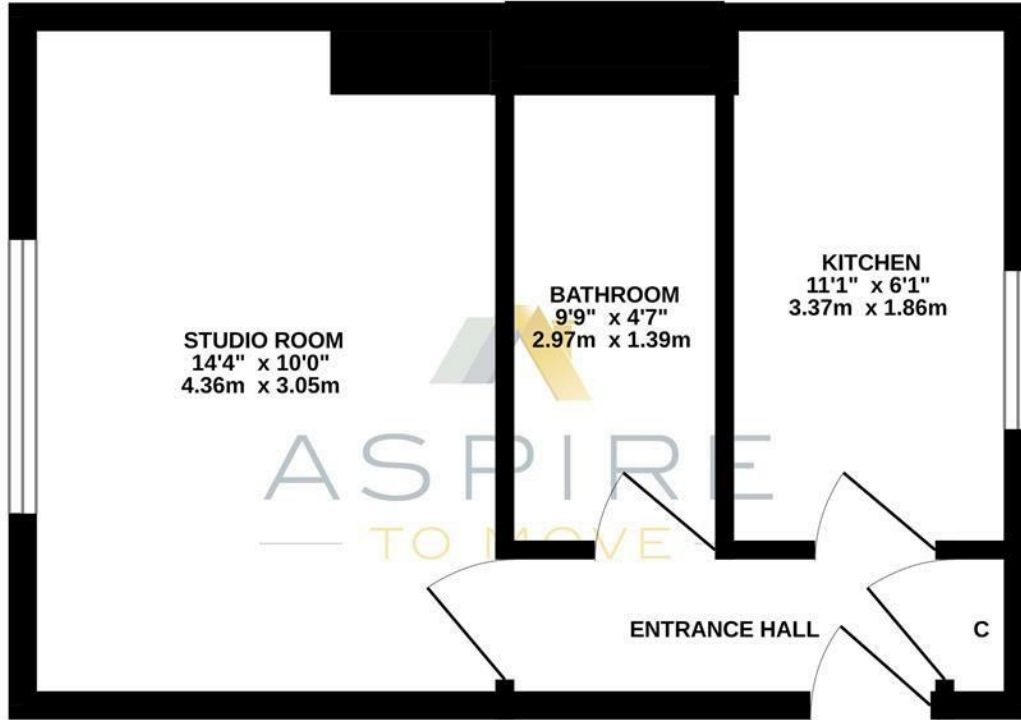 STUDIO ROOM
14'4" x 10'0"
4.36m x 3.05m
BATHROOM
9'9" x 4'7"
2.97m x 1.39m
KITCHEN
11'1" x 6'1"
3.37m x 1.86m
ASPIRE
TO MOVE
ENTRANCE HALL
C